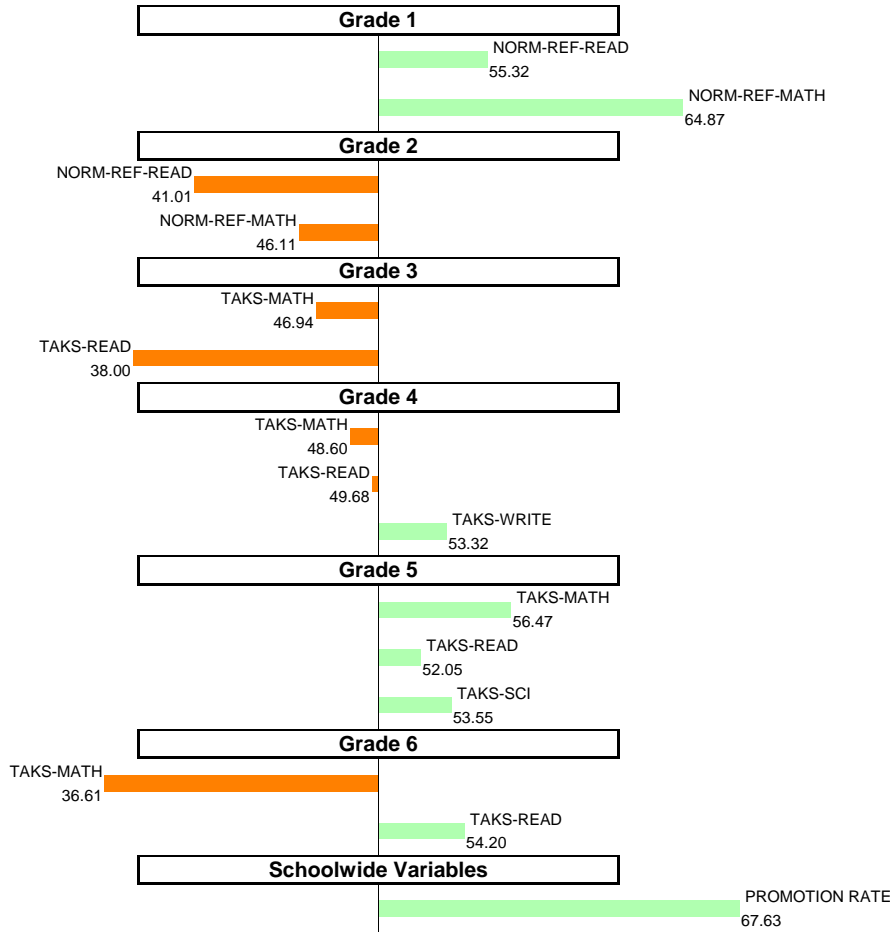 Grade 1
NORM-REF-READ
55.32
NORM-REF-MATH
64.87
Grade 2
NORM-REF-READ
41.01
NORM-REF-MATH
46.11
Grade 3
TAKS-MATH
46.94
TAKS-READ
38.00
Grade 4
TAKS-MATH
48.60
TAKS-READ
49.68
TAKS-WRITE
53.32
Grade 5
TAKS-MATH
56.47
TAKS-READ
52.05
TAKS-SCI
53.55
Grade 6
TAKS-MATH
36.61
TAKS-READ
54.20
Schoolwide Variables
PROMOTION RATE
67.63